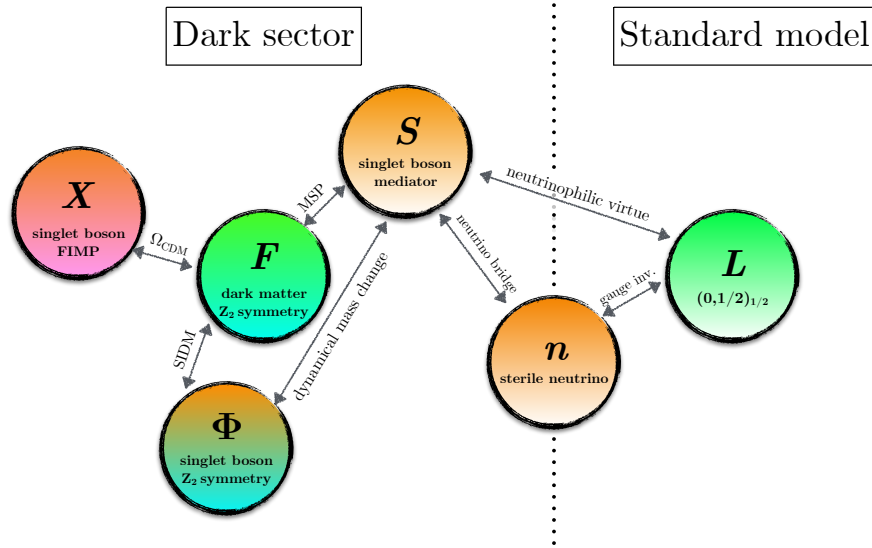 Dark sector
Standard model
S
singlet boson
mediator
X
singlet boson
FIMP
Ω_CDM
MSP
neutrinophilic virtue
F
dark matter
Z₂ symmetry
neutrino bridge
L
(0,1/2)_{1/2}
gauge inv.
SIDM
dynamical mass change
n
sterile neutrino
Φ
singlet boson
Z₂ symmetry